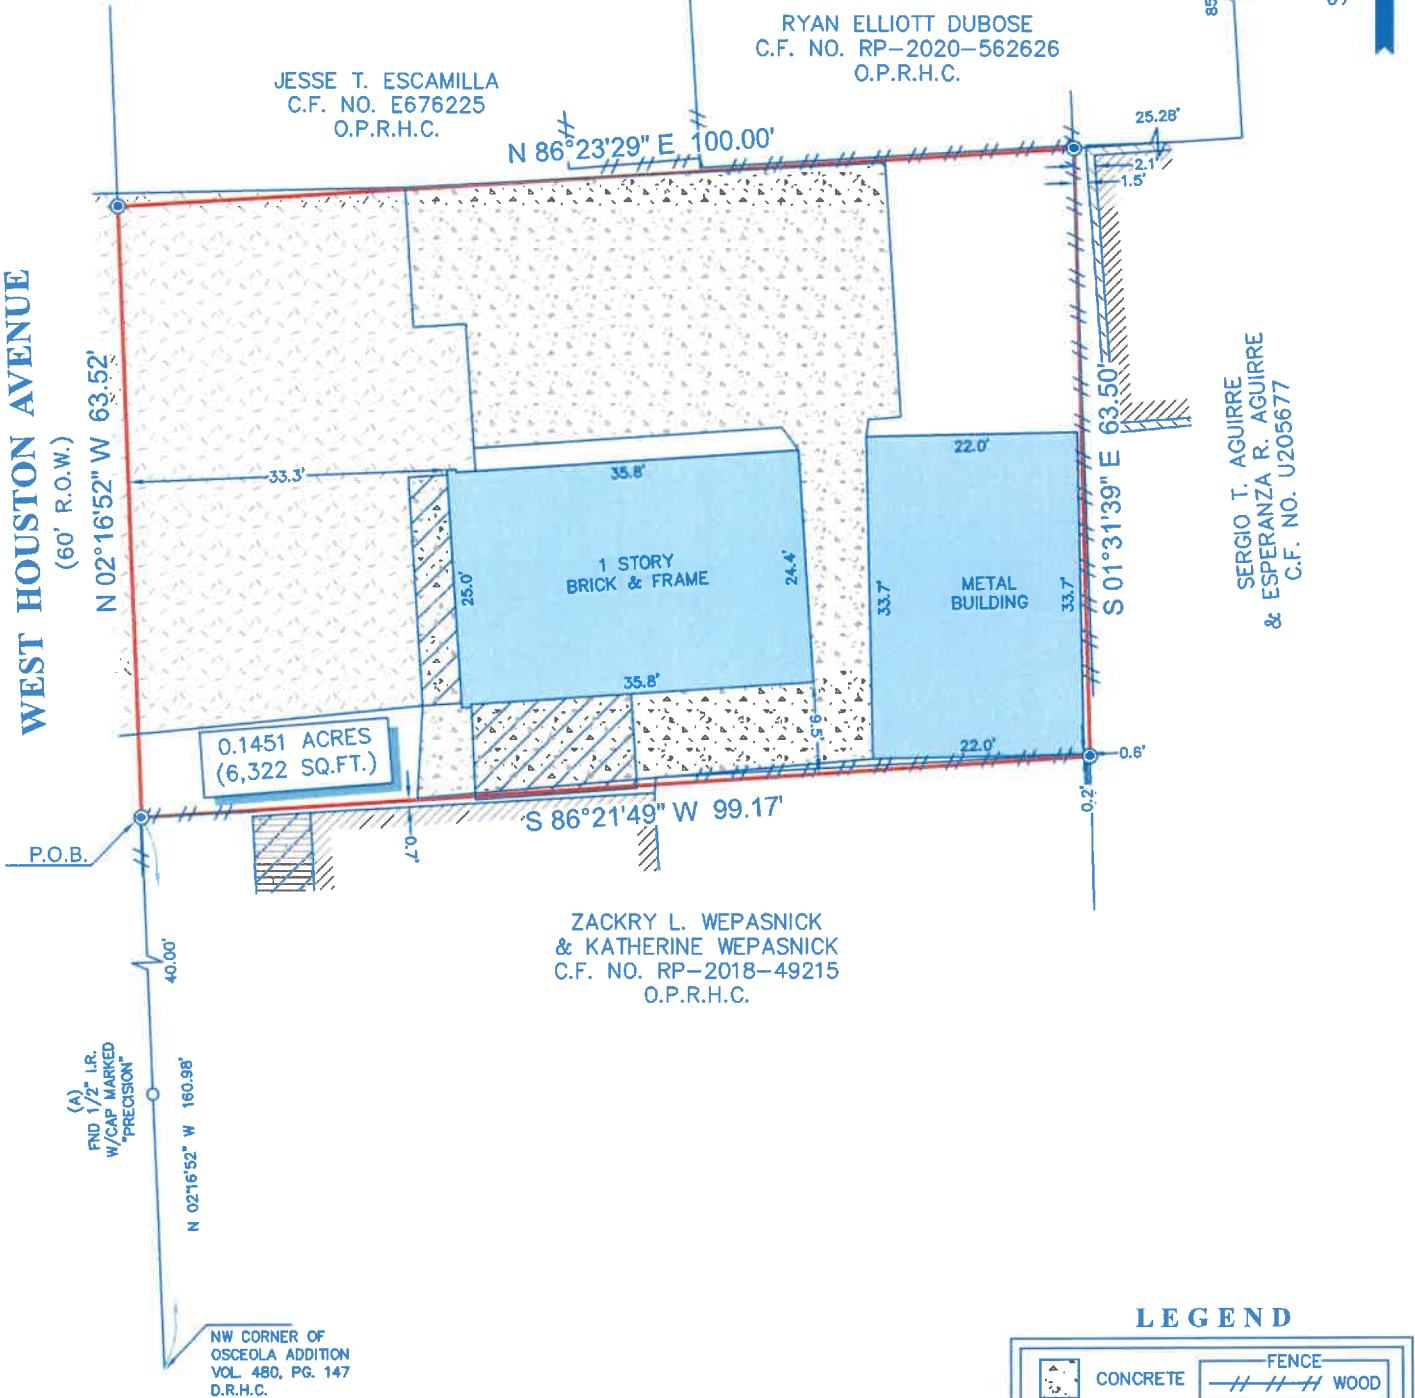 RYAN ELLIOTT DUBOSE
C.F. NO. RP-2020-562626
O.P.R.H.C.
85
JESSE T. ESCAMILLA
C.F. NO. E676225
O.P.R.H.C.
25.28'
N 86°23'29" E 100.00'
2.1'
1.5'
WEST HOUSTON AVENUE
(60' R.O.W.)
N 02°16'52" W 63.52'
33.3'
35.8'
22.0'
1 STORY
BRICK & FRAME
25.0'
24.4'
METAL
BUILDING
33.7'
33.7'
S 01°31'39" E 63.50'
SERGIO T. AGUIRRE
& ESPERANZA R. AGUIRRE
C.F. NO. U205677
35.8'
9.5'
22.0'
0.6'
0.2'
0.1451 ACRES
(6,322 SQ.FT.)
S 86°21'49" W 99.17'
0.7'
P.O.B.
ZACKRY L. WEPASNICK
& KATHERINE WEPASNICK
C.F. NO. RP-2018-49215
O.P.R.H.C.
40.00'
(A)
FND 1/2" I.R.
W/CAP MARKED
"PRECISION"
N 02°16'52" W 160.98'
NW CORNER OF
OSCEOLA ADDITION
VOL. 480, PG. 147
D.R.H.C.
LEGEND
CONCRETE
FENCE
WOOD